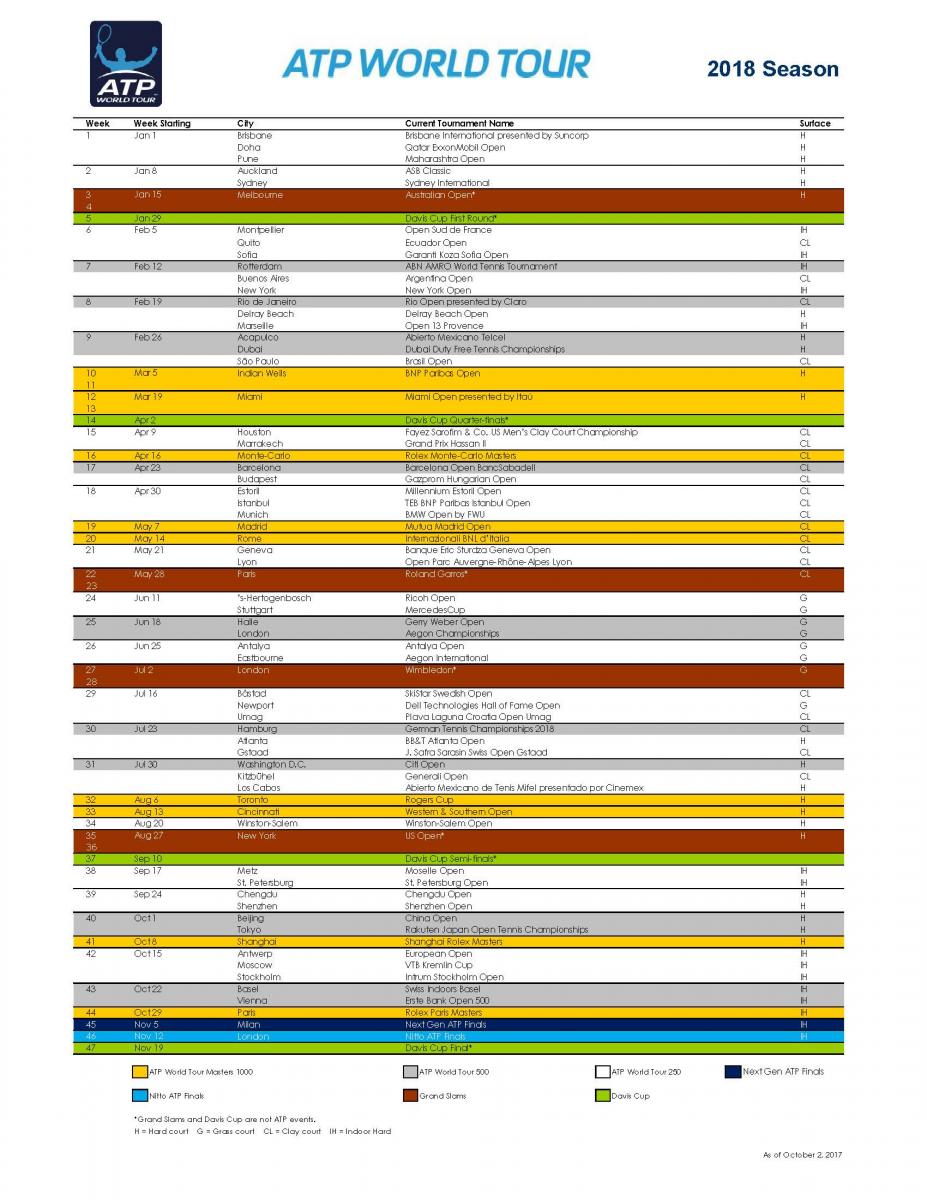 ATP
WORLD TOUR
ATP WORLD TOUR
2018 Season
Week Week Starting City Current Tournament Name Surface
1 Jan 1 Brisbane Brisbane International presented by Suncorp H
Doha Qatar ExxonMobil Open H
Pune Maharashtra Open H
2 Jan 8 Auckland ASB Classic H
Sydney Sydney International H
3 Jan 15 Melbourne Australian Open* H
4
5 Jan 29 Davis Cup First Round*
6 Feb 5 Montpellier Open Sud de France IH
Quito Ecuador Open CL
Sofia Garanti Koza Sofia Open IH
7 Feb 12 Rotterdam ABN AMRO World Tennis Tournament IH
Buenos Aires Argentina Open CL
New York New York Open IH
8 Feb 19 Rio de Janeiro Rio Open presented by Claro CL
Delray Beach Delray Beach Open H
Marseille Open 13 Provence IH
9 Feb 26 Acapulco Abierto Mexicano Telcel H
Dubai Dubai Duty Free Tennis Championships H
São Paulo Brasil Open CL
10 Mar 5 Indian Wells BNP Paribas Open H
11
12 Mar 19 Miami Miami Open presented by Itaú H
13
14 Apr 2 Davis Cup Quarter-finals*
15 Apr 9 Houston Fayez Sarofim & Co. US Men's Clay Court Championship CL
Marrakech Grand Prix Hassan II CL
16 Apr 16 Monte-Carlo Rolex Monte-Carlo Masters CL
17 Apr 23 Barcelona Barcelona Open BancSabadell CL
Budapest Gazprom Hungarian Open CL
18 Apr 30 Estoril Millennium Estoril Open CL
Istanbul TEB BNP Paribas Istanbul Open CL
Munich BMW Open by FWU CL
19 May 7 Madrid Mutua Madrid Open CL
20 May 14 Rome Internazionali BNL d'Italia CL
21 May 21 Geneva Banque Eric Sturdza Geneva Open CL
Lyon Open Parc Auvergne-Rhône-Alpes Lyon CL
22 May 28 Paris Roland Garros* CL
23
24 Jun 11 's-Hertogenbosch Ricoh Open G
Stuttgart MercedesCup G
25 Jun 18 Halle Gerry Weber Open G
London Aegon Championships G
26 Jun 25 Antalya Antalya Open G
Eastbourne Aegon International G
27 Jul 2 London Wimbledon* G
28
29 Jul 16 Båstad SkiStar Swedish Open CL
Newport Dell Technologies Hall of Fame Open G
Umag Plava Laguna Croatia Open Umag CL
30 Jul 23 Hamburg German Tennis Championships 2018 CL
Atlanta BB&T Atlanta Open H
Gstaad J. Safra Sarasin Swiss Open Gstaad CL
31 Jul 30 Washington D.C. Citi Open H
Kitzbühel Generali Open CL
Los Cabos Abierto Mexicano de Tenis Mifel presentado por Cinemex H
32 Aug 6 Toronto Rogers Cup H
33 Aug 13 Cincinnati Western & Southern Open H
34 Aug 20 Winston-Salem Winston-Salem Open H
35 Aug 27 New York US Open* H
36
37 Sep 10 Davis Cup Semi-finals*
38 Sep 17 Metz Moselle Open IH
St. Petersburg St. Petersburg Open IH
39 Sep 24 Chengdu Chengdu Open H
Shenzhen Shenzhen Open H
40 Oct 1 Beijing China Open H
Tokyo Rakuten Japan Open Tennis Championships H
41 Oct 8 Shanghai Shanghai Rolex Masters H
42 Oct 15 Antwerp European Open IH
Moscow VTB Kremlin Cup IH
Stockholm Intrum Stockholm Open IH
43 Oct 22 Basel Swiss Indoors Basel IH
Vienna Erste Bank Open 500 IH
44 Oct 29 Paris Rolex Paris Masters IH
45 Nov 5 Milan Next Gen ATP Finals IH
46 Nov 12 London Nitto ATP Finals IH
47 Nov 19 Davis Cup Final*
ATP World Tour Masters 1000 ATP World Tour 500 ATP World Tour 250 Next Gen ATP Finals
Nitto ATP Finals Grand Slams Davis Cup
*Grand Slams and Davis Cup are not ATP events.
H = Hard court G = Grass court CL = Clay court IH = Indoor Hard
As of October 2, 2017